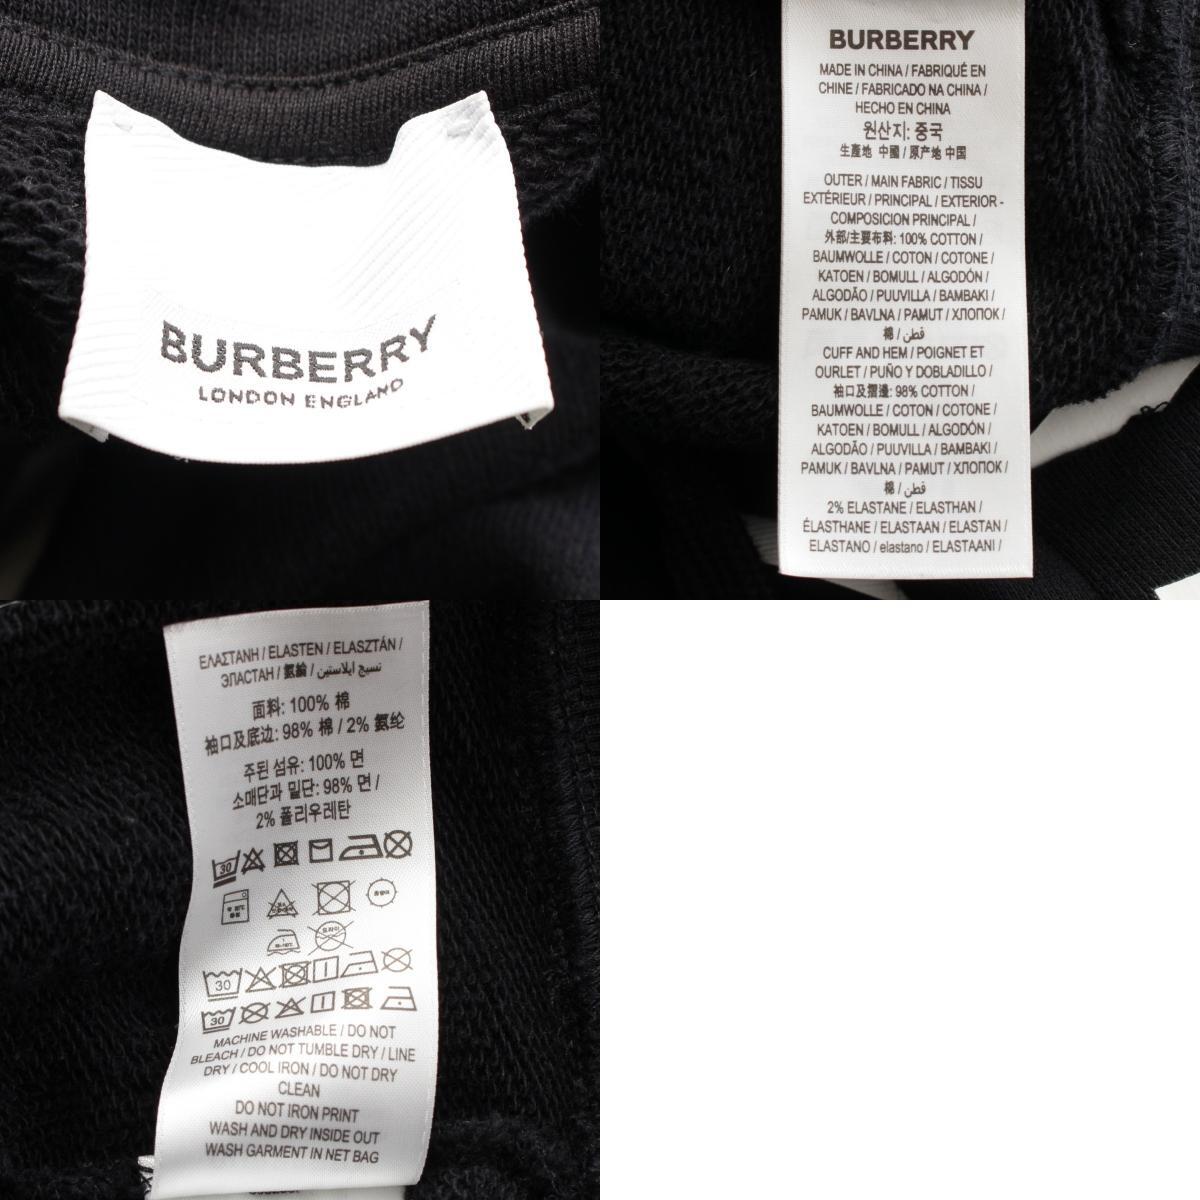 BURBERRY
LONDON ENGLAND
BURBERRY
MADE IN CHINA / FABRIQUÉ EN
CHINE / FABRICADO NA CHINA /
HECHO EN CHINA
원산지: 중국
生產地 中國 / 原产地 中国
OUTER / MAIN FABRIC / TISSU
EXTÉRIEUR / PRINCIPAL / EXTERIOR -
COMPOSICION PRINCIPAL /
外部/主要布料: 100% COTTON /
BAUMWOLLE / COTON / COTONE /
KATOEN / BOMULL / ALGODÓN /
ALGODÃO / PUUVILLA / BAMBAKI /
PAMUK / BAVLNA / PAMUT / ХЛОПОК /
棉 / قطن
CUFF AND HEM / POIGNET ET
OURLET / PUÑO Y DOBLADILLO /
袖口及摺邊: 98% COTTON /
BAUMWOLLE / COTON / COTONE /
KATOEN / BOMULL / ALGODÓN /
ALGODÃO / PUUVILLA / BAMBAKI /
PAMUK / BAVLNA / PAMUT / ХЛОПОК /
棉 / قطن
2% ELASTANE / ELASTHAN /
ÉLASTHANE / ELASTAAN / ELASTAN /
ELASTANO / elastano / ELASTAANI /
ΕΛΑΣΤΑΝΗ / ELASTEN / ELASZTÁN /
ЭЛАСТАН / 氨綸 / نسيج ايلاستين
面料: 100% 棉
袖口及底边: 98% 棉 / 2% 氨纶
주된 섬유: 100% 면
소매단과 밑단: 98% 면 /
2% 폴리우레탄
30
30
30
MACHINE WASHABLE / DO NOT
BLEACH / DO NOT TUMBLE DRY / LINE
DRY / COOL IRON / DO NOT DRY
CLEAN
DO NOT IRON PRINT
WASH AND DRY INSIDE OUT
WASH GARMENT IN NET BAG